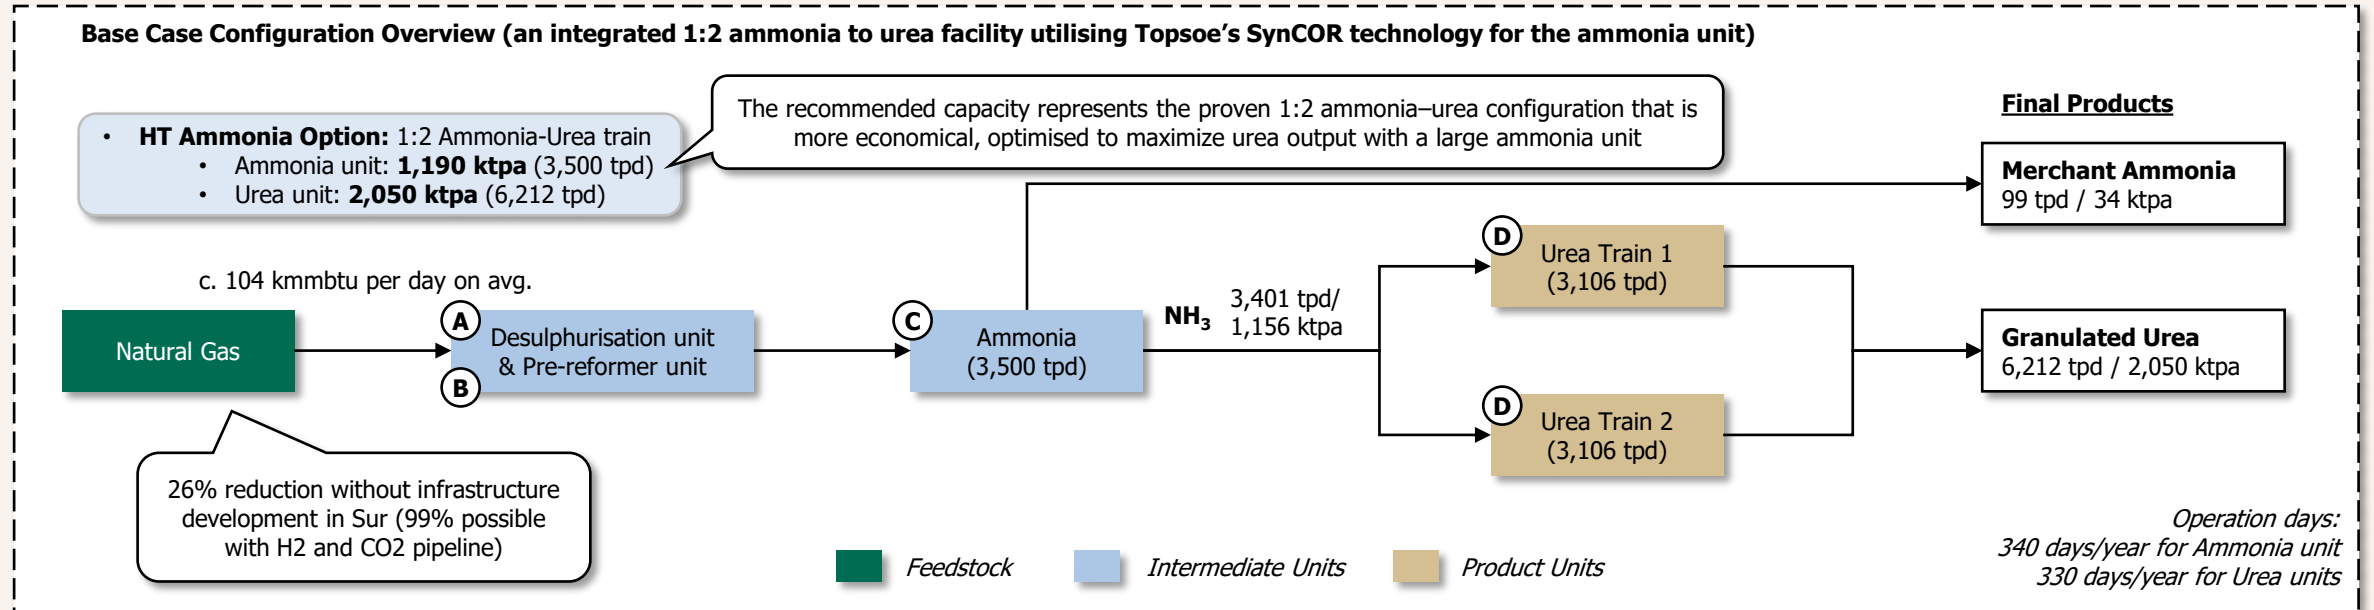 Base Case Configuration Overview (an integrated 1:2 ammonia to urea facility utilising Topsoe's SynCOR technology for the ammonia unit)
• HT Ammonia Option: 1:2 Ammonia-Urea train
• Ammonia unit: 1,190 ktpa (3,500 tpd)
• Urea unit: 2,050 ktpa (6,212 tpd)
The recommended capacity represents the proven 1:2 ammonia–urea configuration that is
more economical, optimised to maximize urea output with a large ammonia unit
Final Products
Merchant Ammonia
99 tpd / 34 ktpa
c. 104 kmmbtu per day on avg.
Natural Gas
A
B
Desulphurisation unit
& Pre-reformer unit
C
Ammonia
(3,500 tpd)
NH₃
3,401 tpd/
1,156 ktpa
D
Urea Train 1
(3,106 tpd)
D
Urea Train 2
(3,106 tpd)
Granulated Urea
6,212 tpd / 2,050 ktpa
26% reduction without infrastructure
development in Sur (99% possible
with H2 and CO2 pipeline)
Feedstock
Intermediate Units
Product Units
Operation days:
340 days/year for Ammonia unit
330 days/year for Urea units